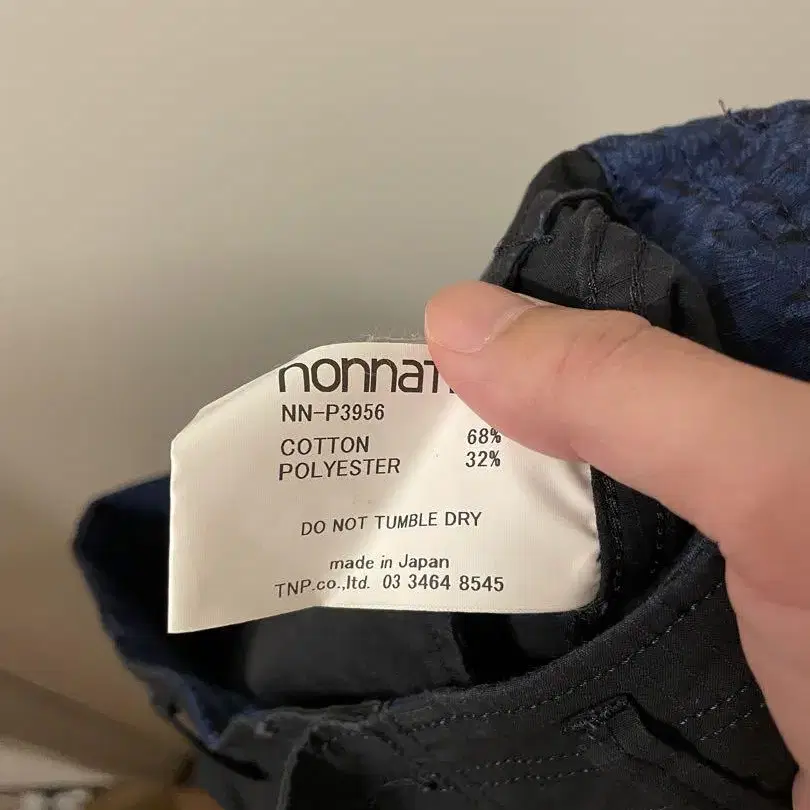 nonnat
NN-P3956
COTTON 68%
POLYESTER 32%
DO NOT TUMBLE DRY
made in Japan
TNP.co.,ltd. 03 3464 8545